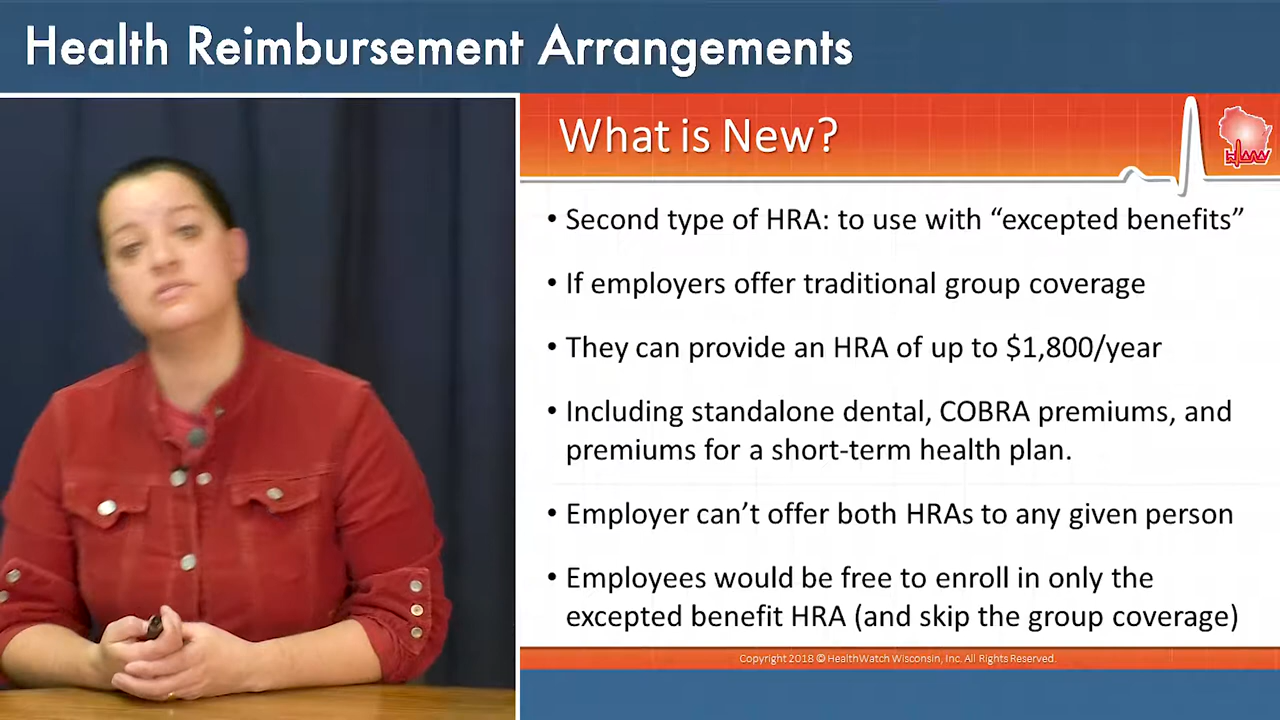 Health Reimbursement Arrangements
What is New?
• Second type of HRA: to use with “excepted benefits”
• If employers offer traditional group coverage
• They can provide an HRA of up to $1,800/year
• Including standalone dental, COBRA premiums, and
premiums for a short-term health plan.
• Employer can’t offer both HRAs to any given person
• Employees would be free to enroll in only the
excepted benefit HRA (and skip the group coverage)
Copyright 2018 © HealthWatch Wisconsin, Inc. All Rights Reserved.